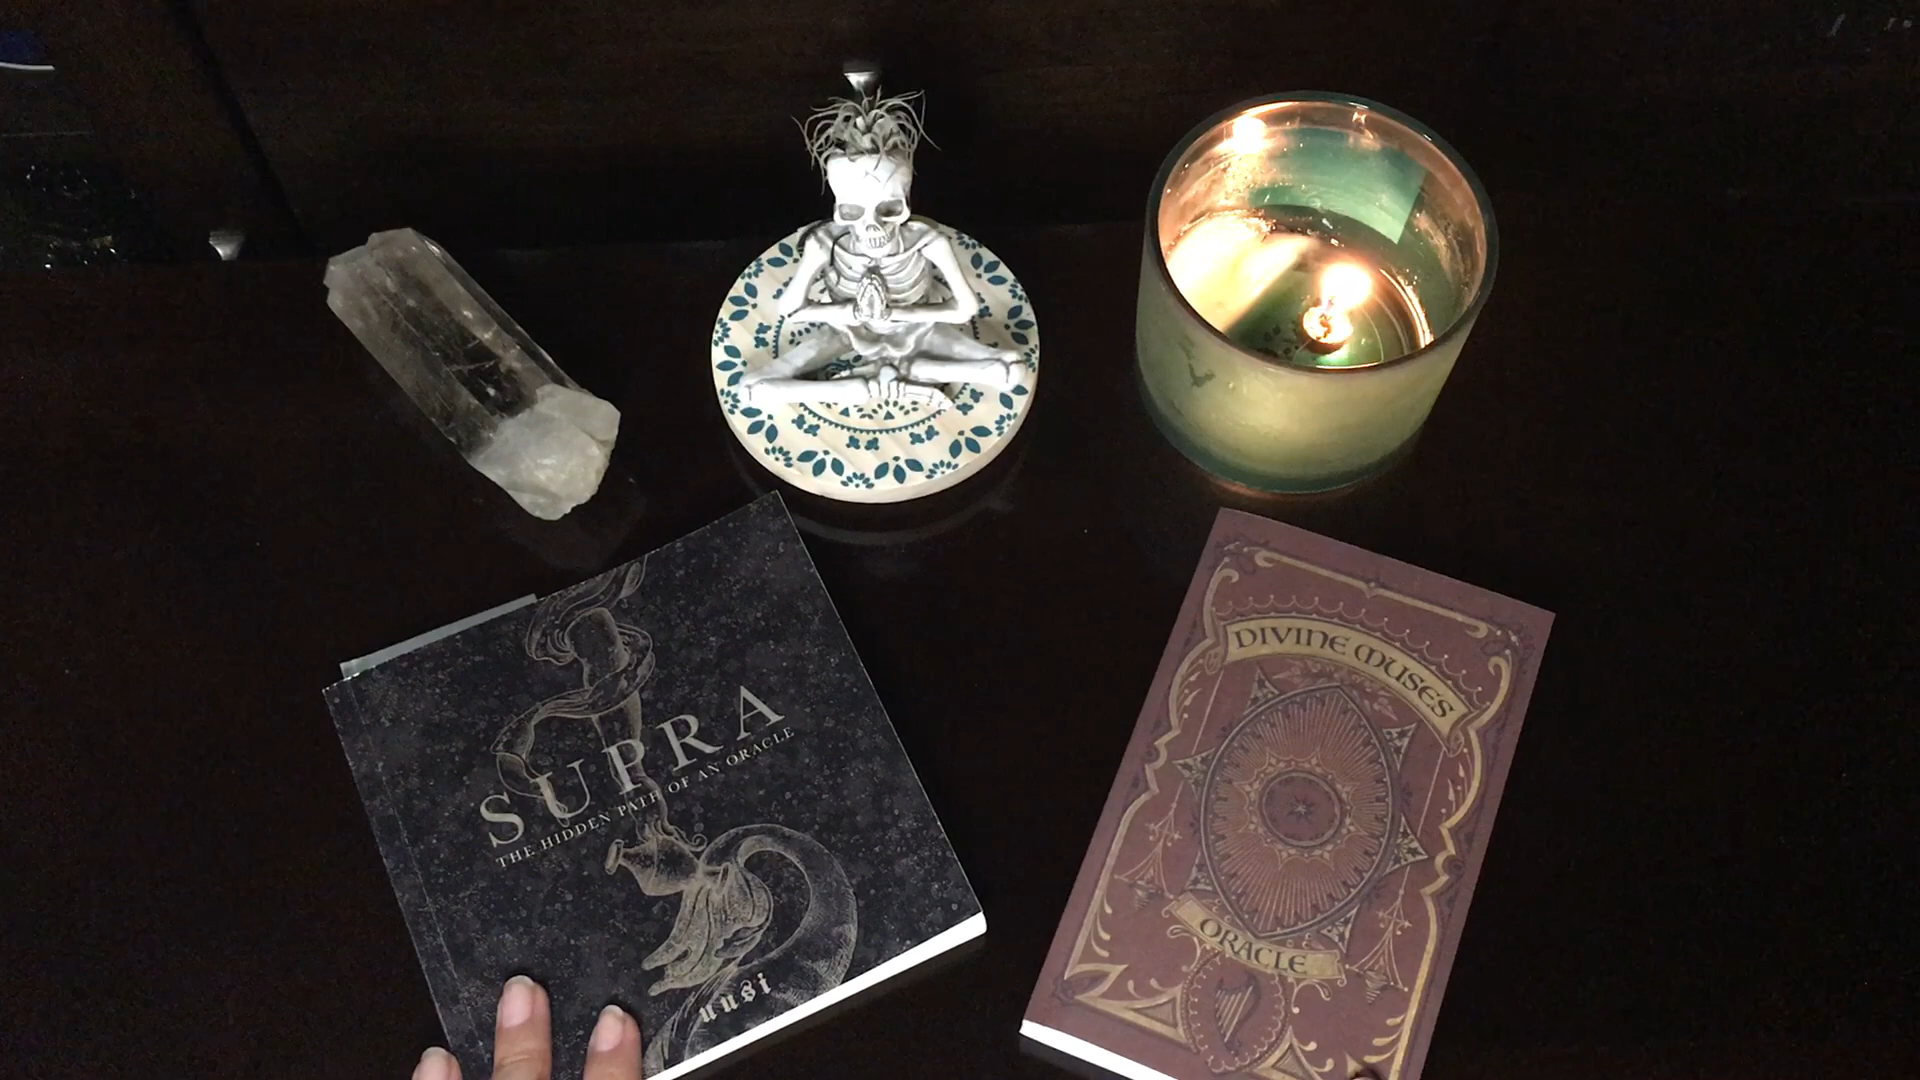 SUPRA
THE HIDDEN PATH OF AN ORACLE
uusi
DIVINE MUSES
ORACLE